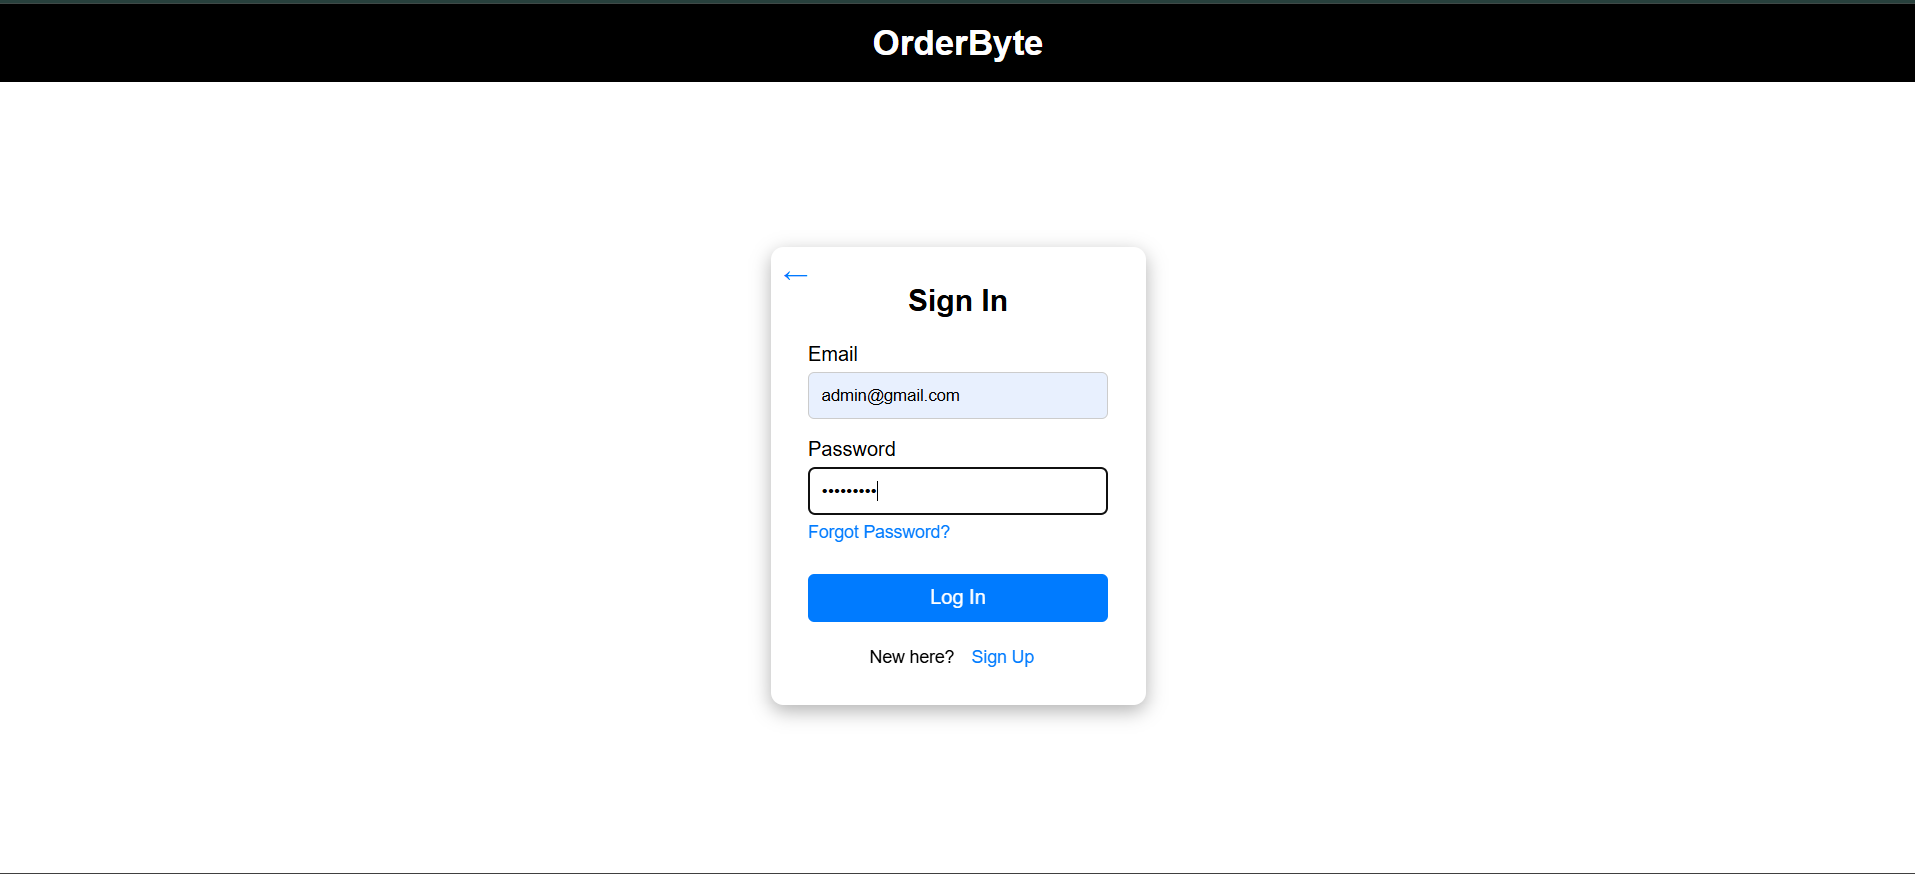 OrderByte
←
Sign In
Email
admin@gmail.com
Password
•••••••••
Forgot Password?
Log In
New here? Sign Up